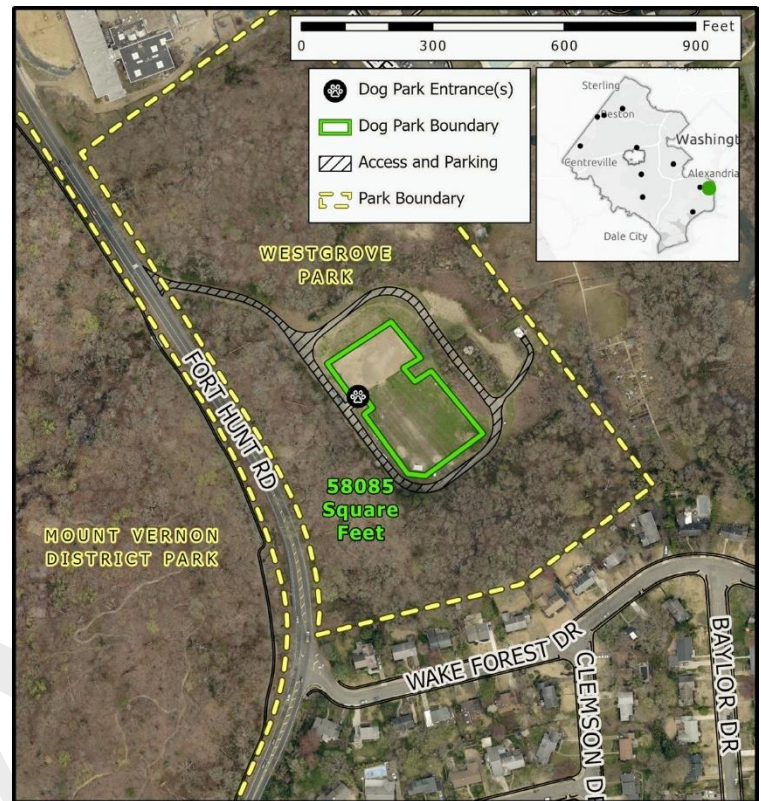 Feet
0 300 600 900
Dog Park Entrance(s)
Dog Park Boundary
Access and Parking
Park Boundary
Sterling
Reston
Washingt
Centreville
Alexandria
Dale City
WESTGROVE
PARK
FORT HUNT RD
58085
Square
Feet
MOUNT VERNON
DISTRICT PARK
WAKE FOREST DR
CLEMSON D
BAYLOR DR